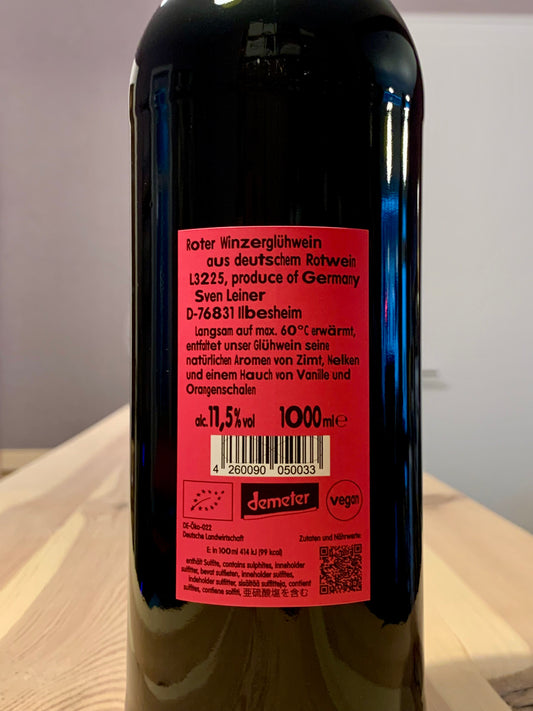 Roter Winzerglühwein
aus deutschem Rotwein
L3225, produce of Germany
Sven Leiner
D-76831 Ilbesheim
Langsam auf max. 60°C erwärmt,
entfaltet unser Glühwein seine
natürlichen Aromen von Zimt, Nelken
und einem Hauch von Vanille und
Orangenschalen
alc. 11,5% vol 1000 ml e
4 260090 050033
demeter
vegan
DE-Öko-022
Deutsche Landwirtschaft
Zutaten und Nährwerte:
E: in 100 ml 414 kJ (99 kcal)
enthält Sulfite, contains sulphites, inneholder
sulfitter, bevat sulfieten, inneholder sulfites,
indeholder sulfitter, sisältää sulfiitteja, contient
sulfites, contiene solfiti, 亜硫酸塩を含む